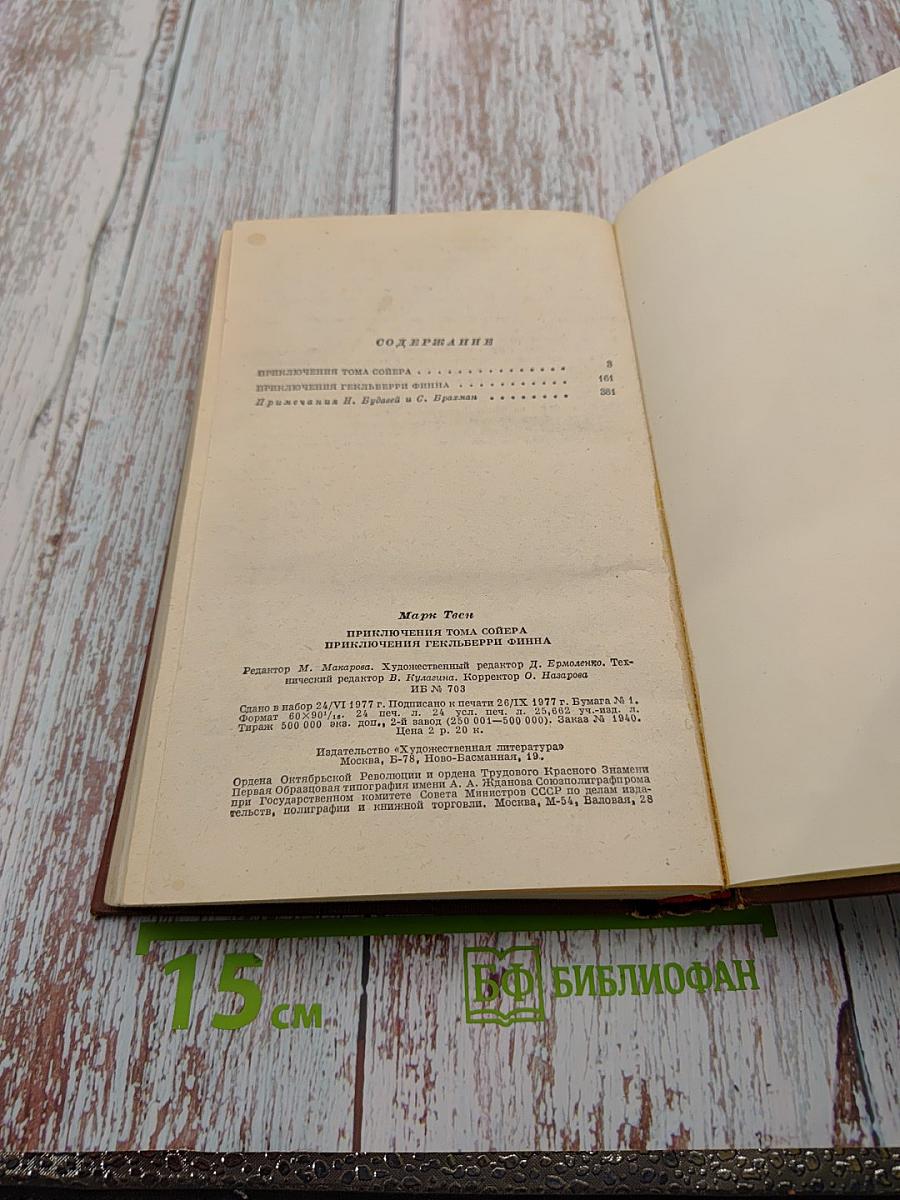 СОДЕРЖАНИЕ
ПРИКЛЮЧЕНИЯ ТОМА СОЙЕРА . . . . . . . . . . . . . . . 3
ПРИКЛЮЧЕНИЯ ГЕКЛЬБЕРРИ ФИННА . . . . . . . . . . . 161
Примечания Н. Будавей и С. Брахман . . . . . . . . 381
Марк Твен
ПРИКЛЮЧЕНИЯ ТОМА СОЙЕРА
ПРИКЛЮЧЕНИЯ ГЕКЛЬБЕРРИ ФИННА
Редактор М. Макарова. Художественный редактор Д. Ермоленко. Тех-
нический редактор В. Кулагина. Корректор О. Назарова
ИБ № 703
Сдано в набор 24/VI 1977 г. Подписано к печати 26/IX 1977 г. Бумага № 1.
Формат 60×90¹/₁₆. 24 печ. л. 24 усл. печ. л. 25,662 уч.-изд. л.
Тираж 500 000 экз. доп., 2-й завод (250 001—500 000). Заказ № 1940.
Цена 2 р. 20 к.
Издательство «Художественная литература»
Москва, Б-78, Ново-Басманная, 19.
Ордена Октябрьской Революции и ордена Трудового Красного Знамени
Первая Образцовая типография имени А. А. Жданова Союзполиграфпрома
при Государственном комитете Совета Министров СССР по делам изда-
тельств, полиграфии и книжной торговли. Москва, М-54, Валовая, 28
15 см
БФ БИБЛИОФАН